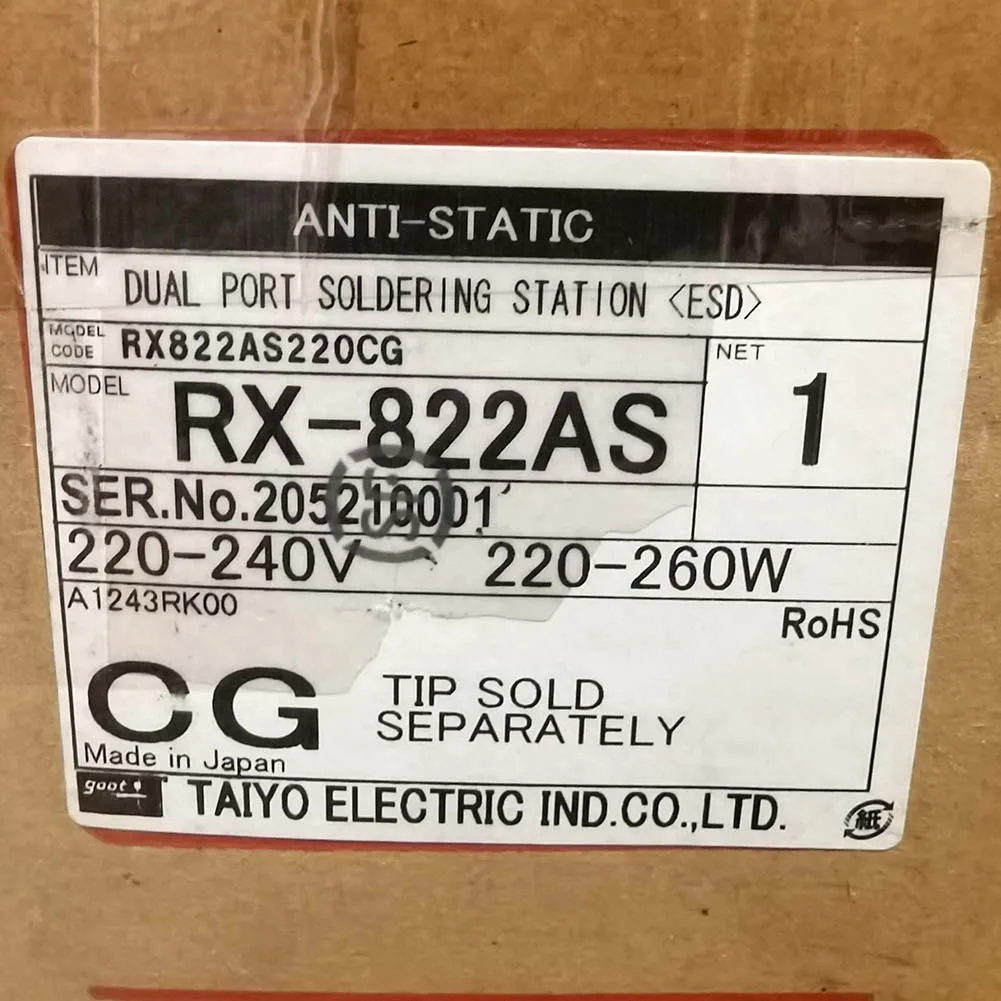 ANTI-STATIC
ITEM
DUAL PORT SOLDERING STATION <ESD>
MODEL CODE
RX822AS220CG
NET
1
MODEL
RX-822AS
SER.No.205210001
220-240V
220-260W
A1243RK00
RoHS
CG
TIP SOLD
SEPARATELY
Made in Japan
goot
TAIYO ELECTRIC IND.CO.,LTD.
紙